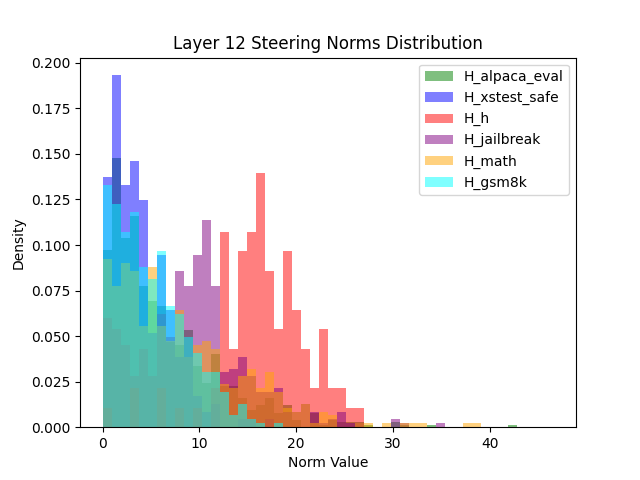 Layer 12 Steering Norms Distribution
0.200
0.175
0.150
0.125
0.100
0.075
0.050
0.025
0.000
Density
H_alpaca_eval
H_xstest_safe
H_h
H_jailbreak
H_math
H_gsm8k
0 10 20 30 40
Norm Value